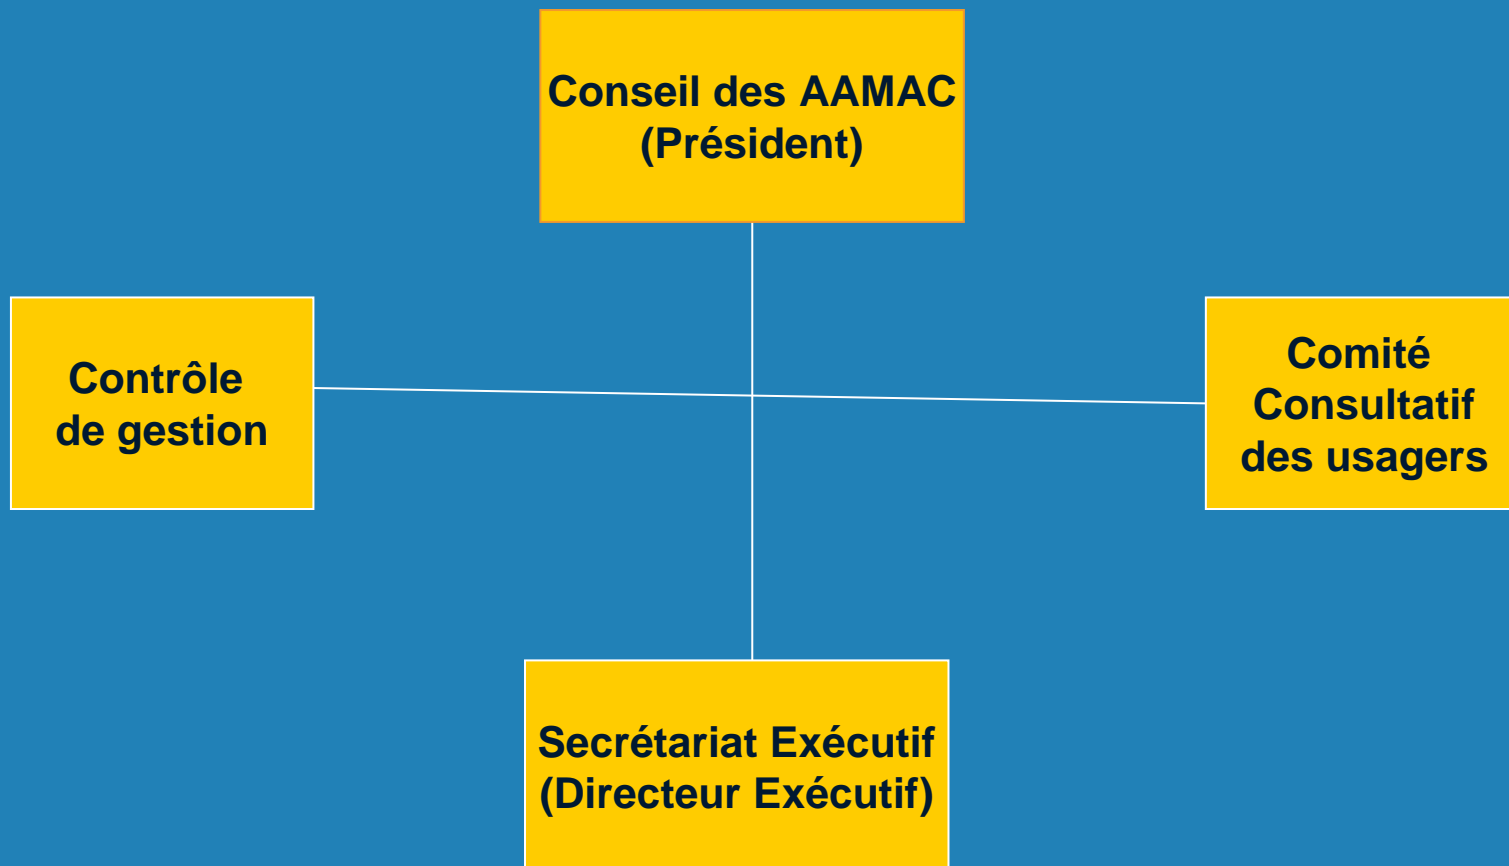 Conseil des AAMAC
(Président)
Contrôle
de gestion
Comité
Consultatif
des usagers
Secrétariat Exécutif
(Directeur Exécutif)